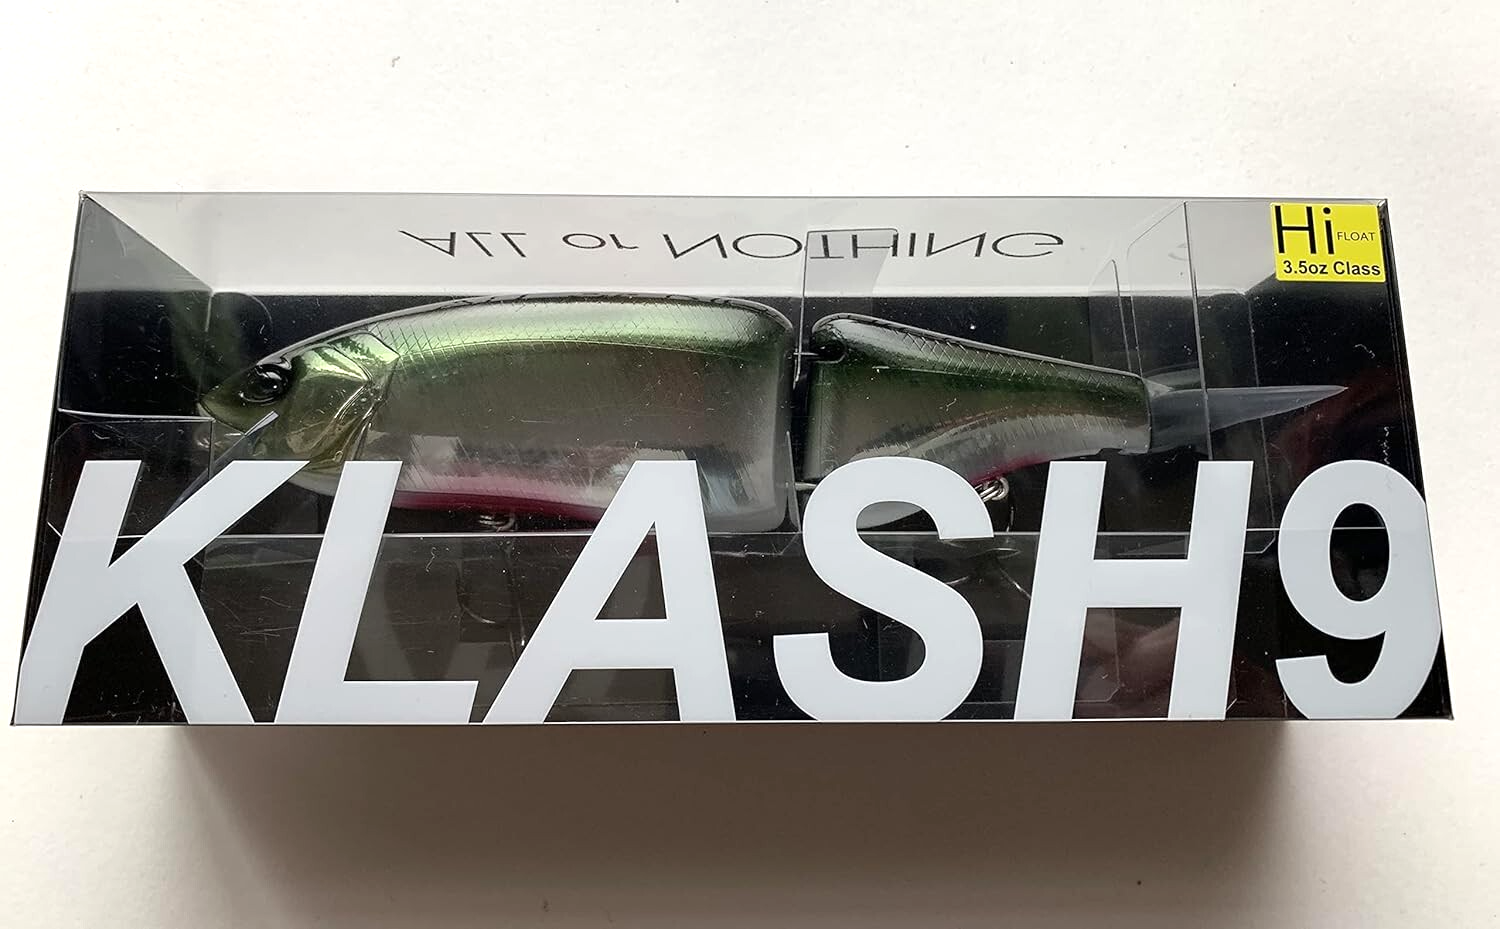 ALL or NOTHING
Hi FLOAT
3.5oz Class
KLASH9